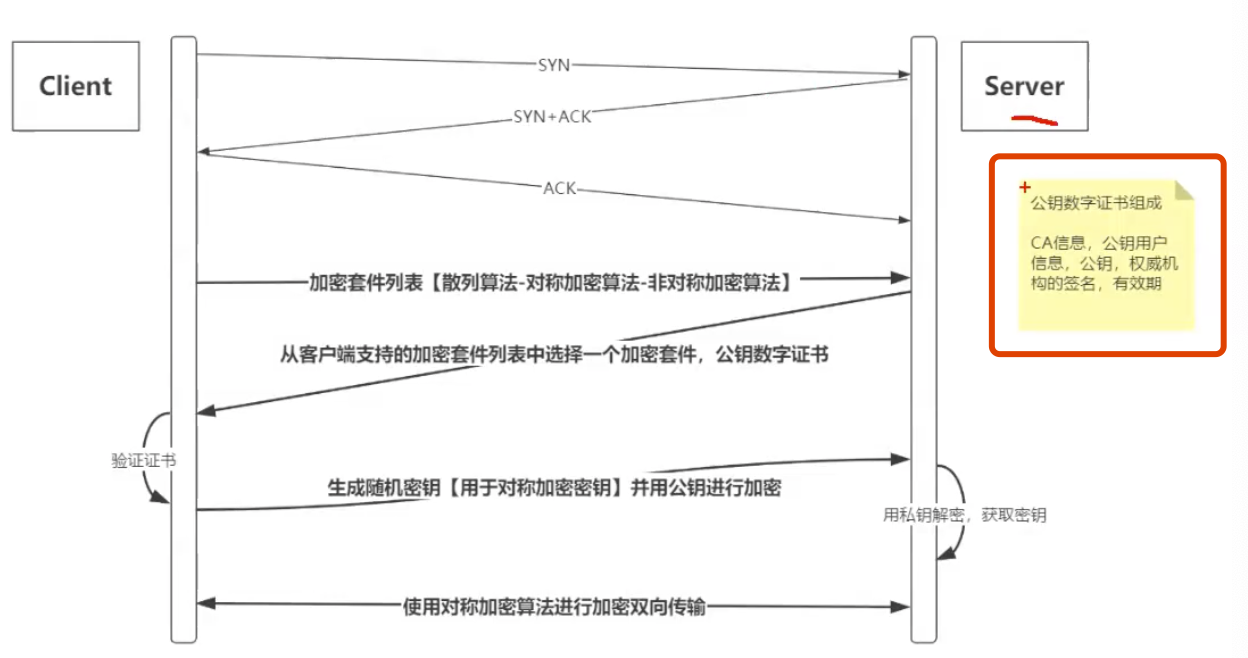 Client
Server
SYN
SYN+ACK
ACK
公钥数字证书组成
CA信息，公钥用户
信息，公钥，权威机
构的签名，有效期
加密套件列表【散列算法-对称加密算法-非对称加密算法】
从客户端支持的加密套件列表中选择一个加密套件，公钥数字证书
验证证书
生成随机密钥【用于对称加密密钥】并用公钥进行加密
用私钥解密，获取密钥
使用对称加密算法进行加密双向传输